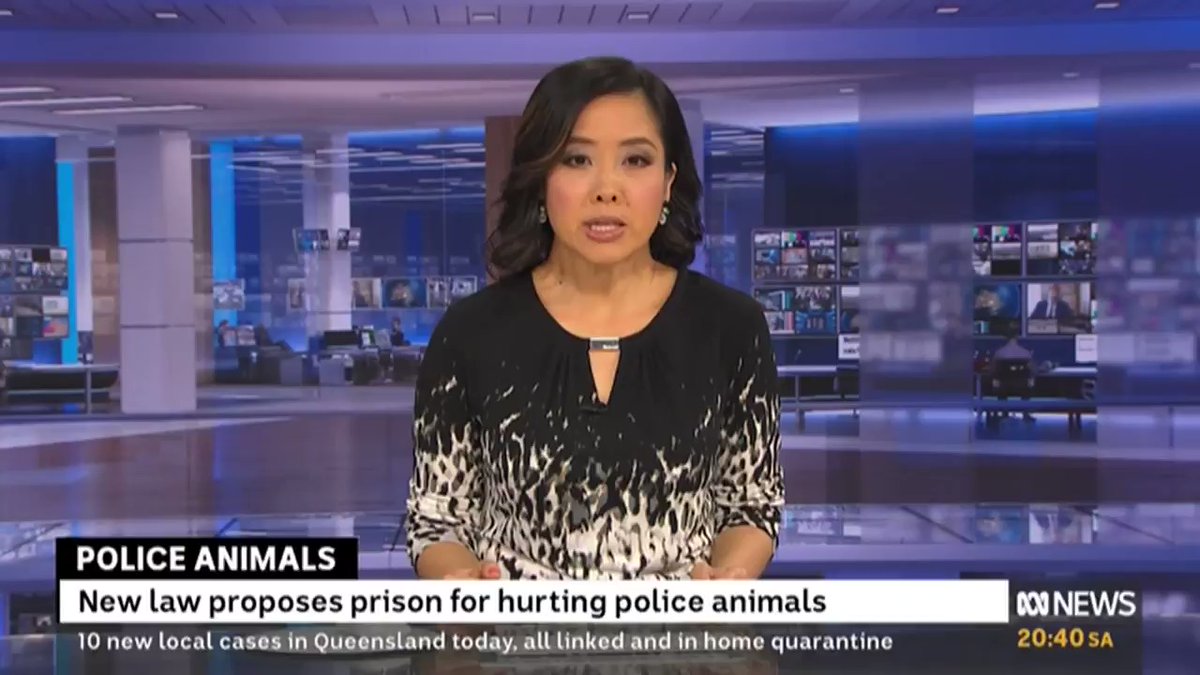 POLICE ANIMALS
New law proposes prison for hurting police animals
NEWS
10 new local cases in Queensland today, all linked and in home quarantine
20:40 SA